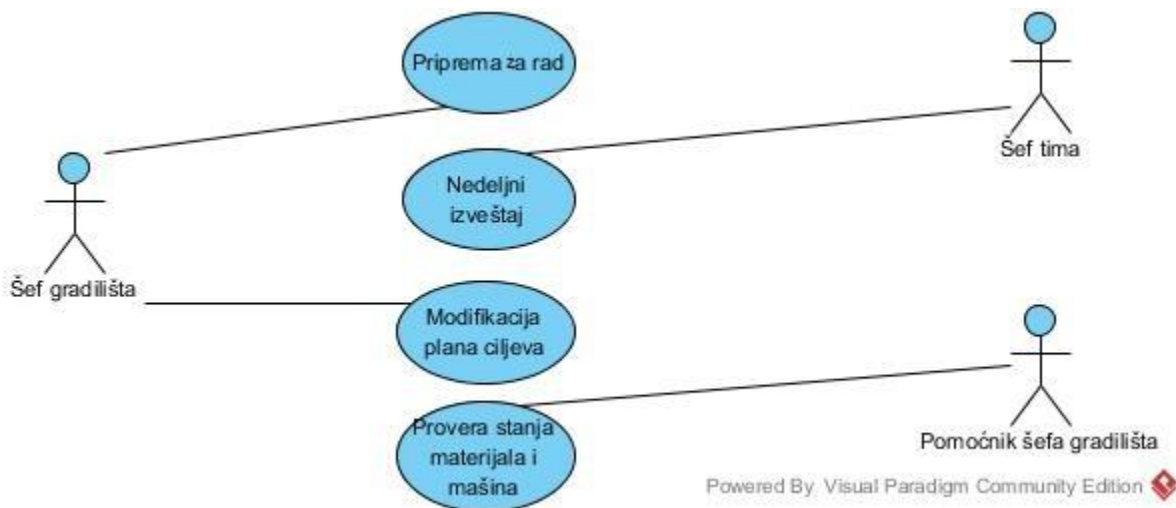 Priprema za rad
Šef tima
Nedeljni
izveštaj
Šef gradilišta
Modifikacija
plana ciljeva
Provera stanja
materijala i
mašina
Pomoćnik šefa gradilišta
Powered By Visual Paradigm Community Edition